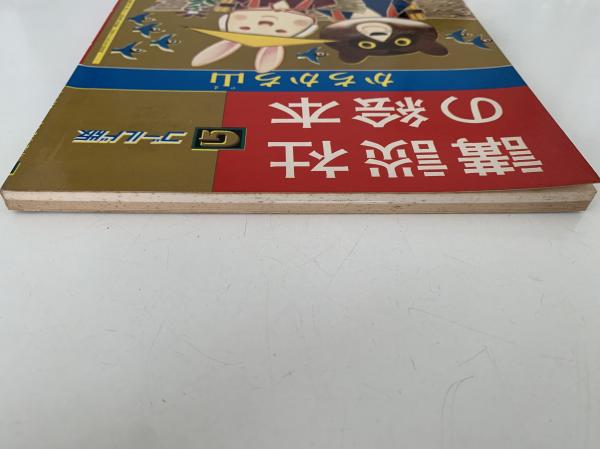 講談社
の絵本
G
ゴールド版
かちかち山